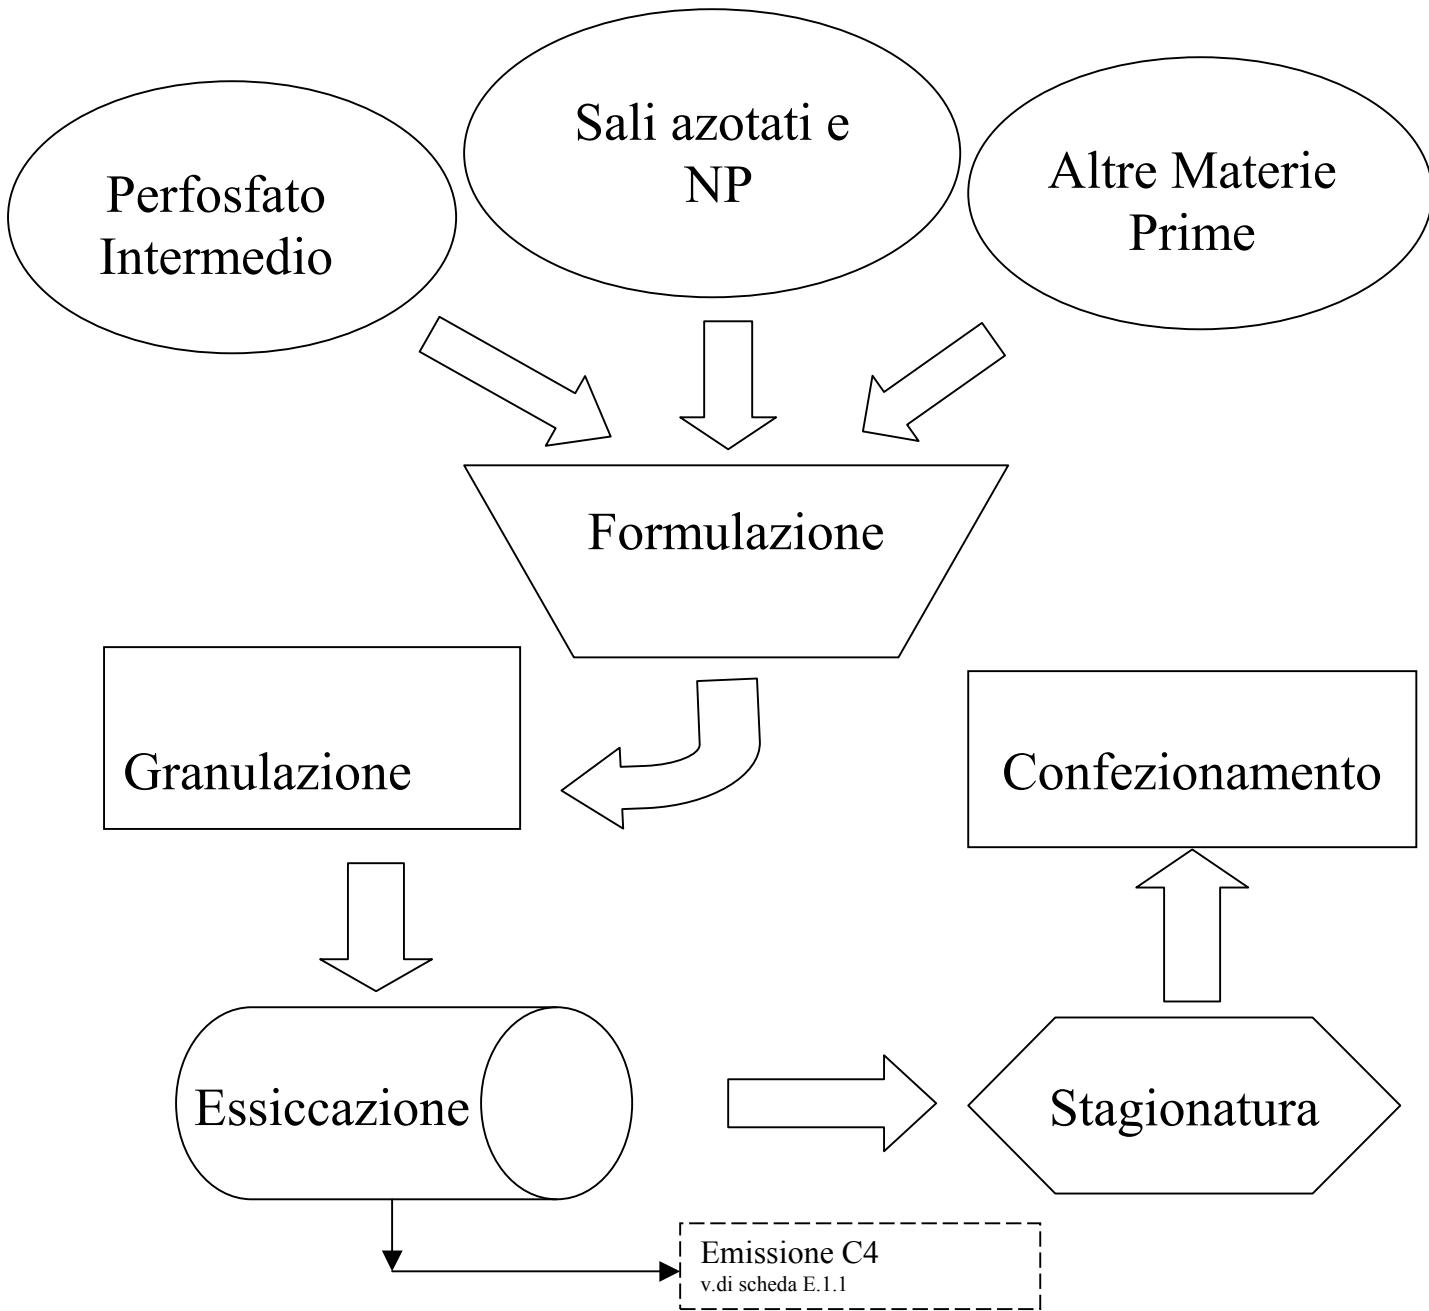 Perfosfato
Intermedio
Sali azotati e
NP
Altre Materie
Prime
Formulazione
Granulazione
Confezionamento
Essiccazione
Stagionatura
Emissione C4
v.di scheda E.1.1